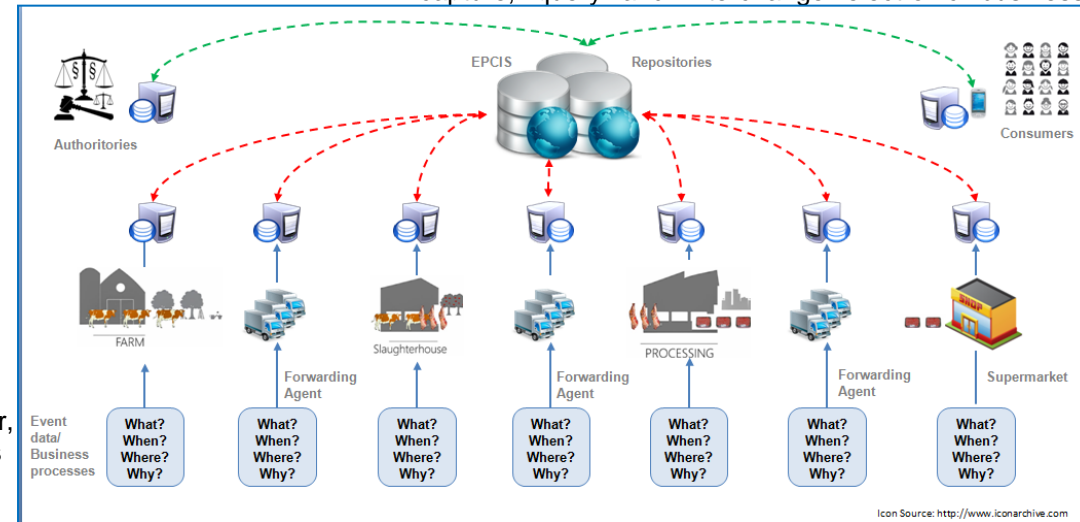 EPCIS
Repositories
Authoritories
Consumers
FARM
Slaughterhouse
PROCESSING
SHOP
Forwarding
Agent
Forwarding
Agent
Forwarding
Agent
Supermarket
r,
Event
data/
Business
processes
What?
When?
Where?
Why?
What?
When?
Where?
Why?
What?
When?
Where?
Why?
What?
When?
Where?
Why?
What?
When?
Where?
Why?
What?
When?
Where?
Why?
What?
When?
Where?
Why?
Icon Source: http://www.iconarchive.com